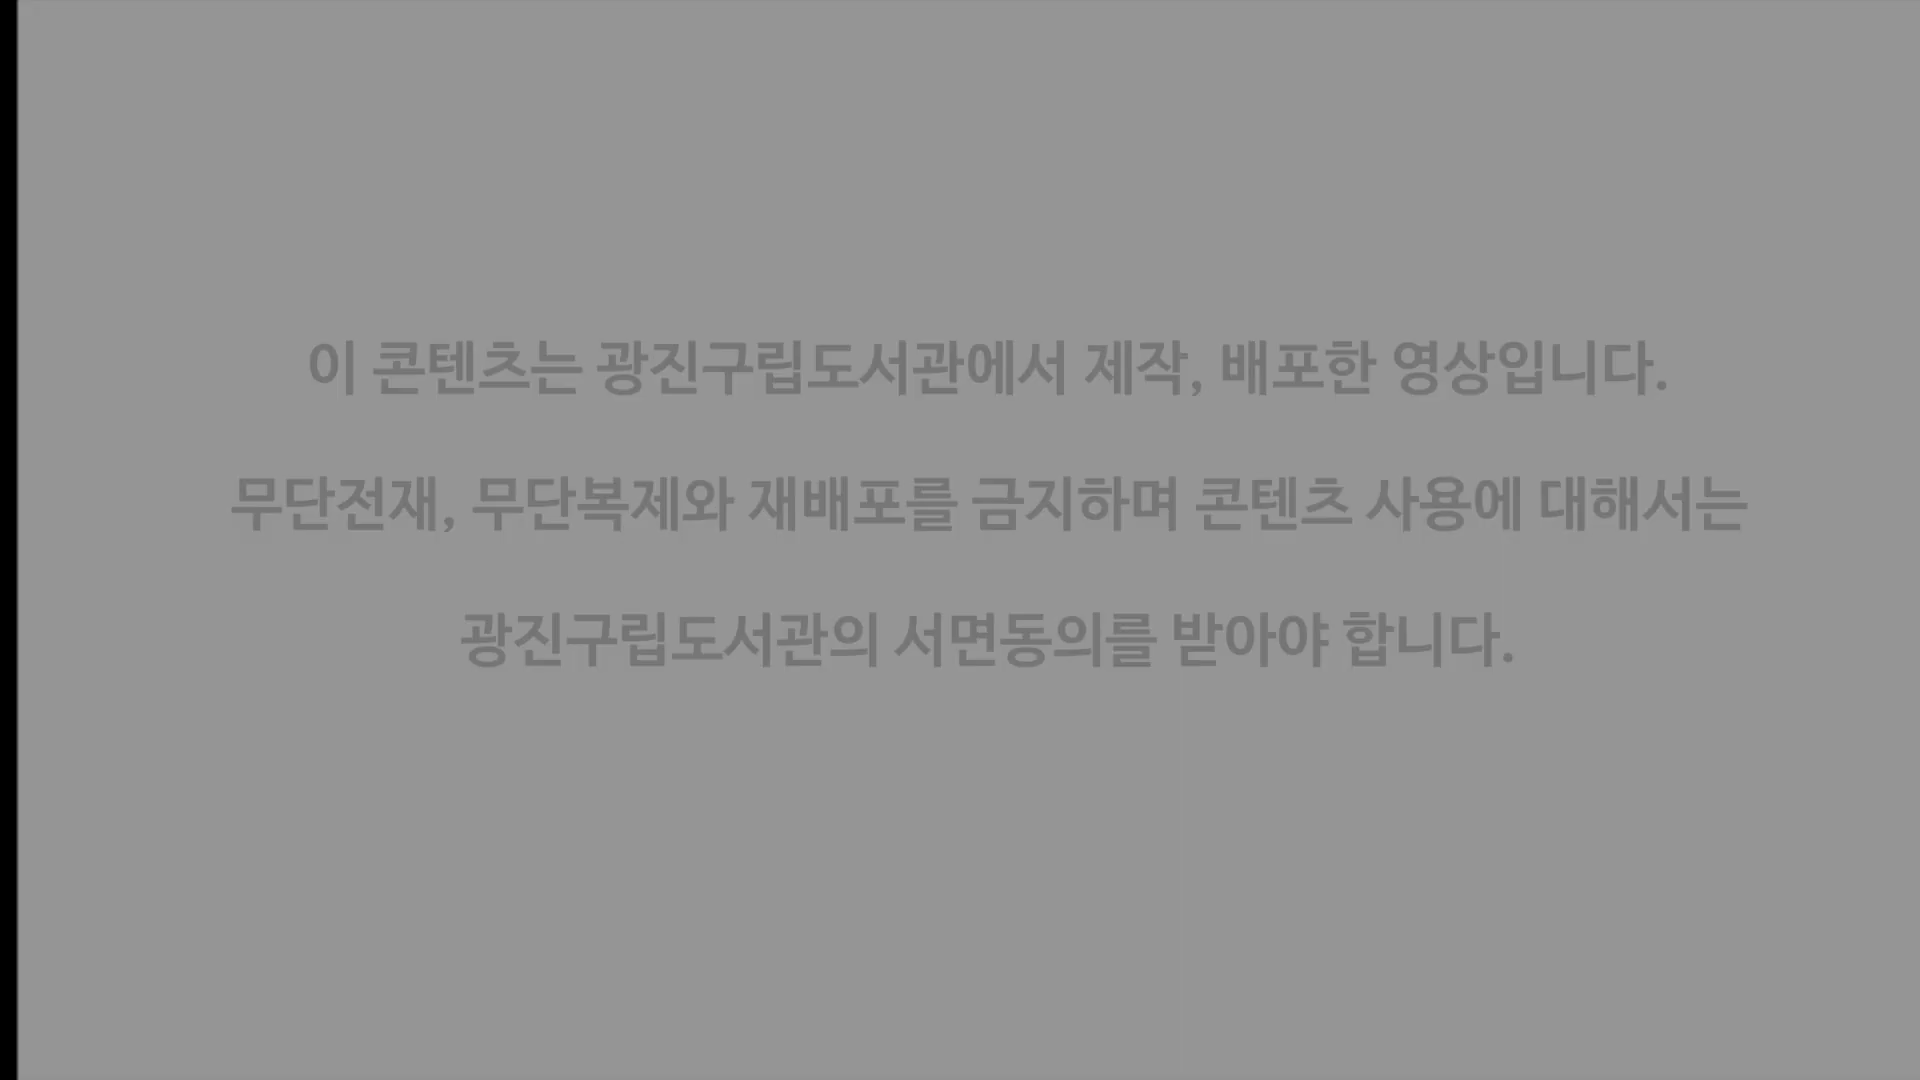 이 콘텐츠는 광진구립도서관에서 제작, 배포한 영상입니다.
무단전재, 무단복제와 재배포를 금지하며 콘텐츠 사용에 대해서는
광진구립도서관의 서면동의를 받아야 합니다.